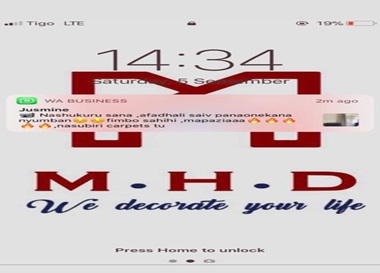 Tigo LTE 19%
14:34
Saturday, 5 September
WA BUSINESS 2m ago
Jusmine
📷 Nashukuru sana ,afadhali saiv panaonekana
nyumban🤝🤝fimbo sahihi ,mapaziaaa🔥🔥🔥
🔥🔥,nasubiri carpets tu
M.H.D
We decorate your life
Press Home to unlock